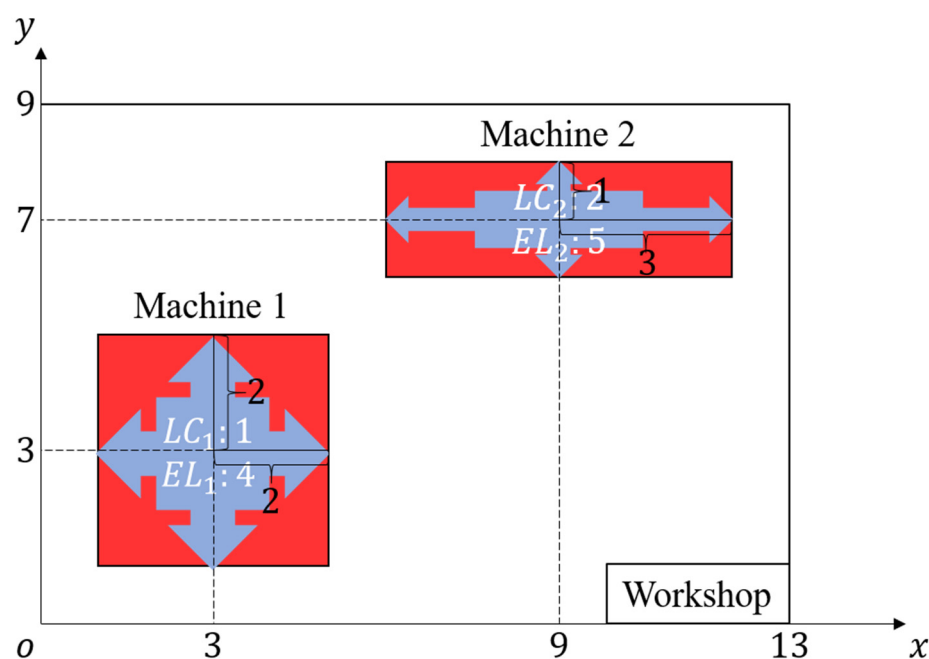 y
9
Machine 2
LC₂: 2
1
7
EL₂: 5
3
Machine 1
2
LC₁: 1
3
EL₁: 4
2
Workshop
o
3
9
13
x